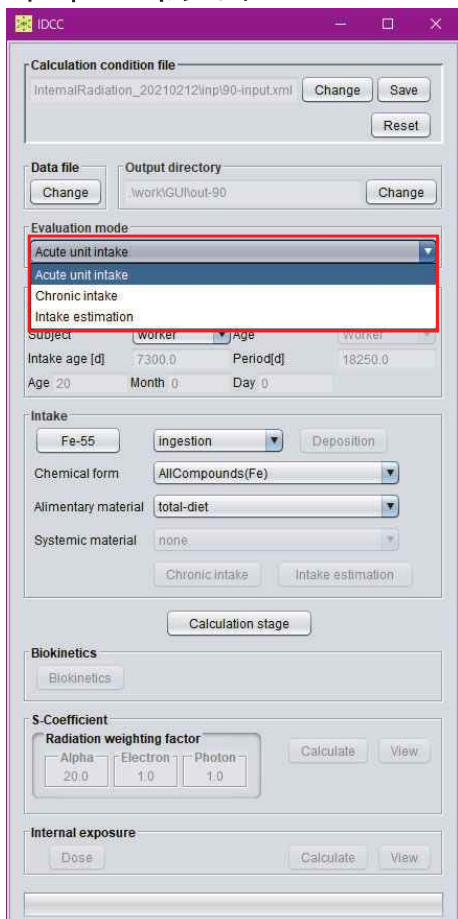 IDCC
Calculation condition file
InternalRadiation_20210212\inp\90-input.xml Change Save
Reset
Data file Output directory
Change .\work\GUI\out-90 Change
Evaluation mode
Acute unit intake
Acute unit intake
Chronic intake
Intake estimation
Subject worker Age Worker
Intake age [d] 7300.0 Period[d] 18250.0
Age 20 Month 0 Day 0
Intake
Fe-55 ingestion Deposition
Chemical form AllCompounds(Fe)
Alimentary material total-diet
Systemic material none
Chronic intake Intake estimation
Calculation stage
Biokinetics
Biokinetics
S-Coefficient
Radiation weighting factor
Alpha Electron Photon Calculate View
20.0 1.0 1.0
Internal exposure
Dose Calculate View